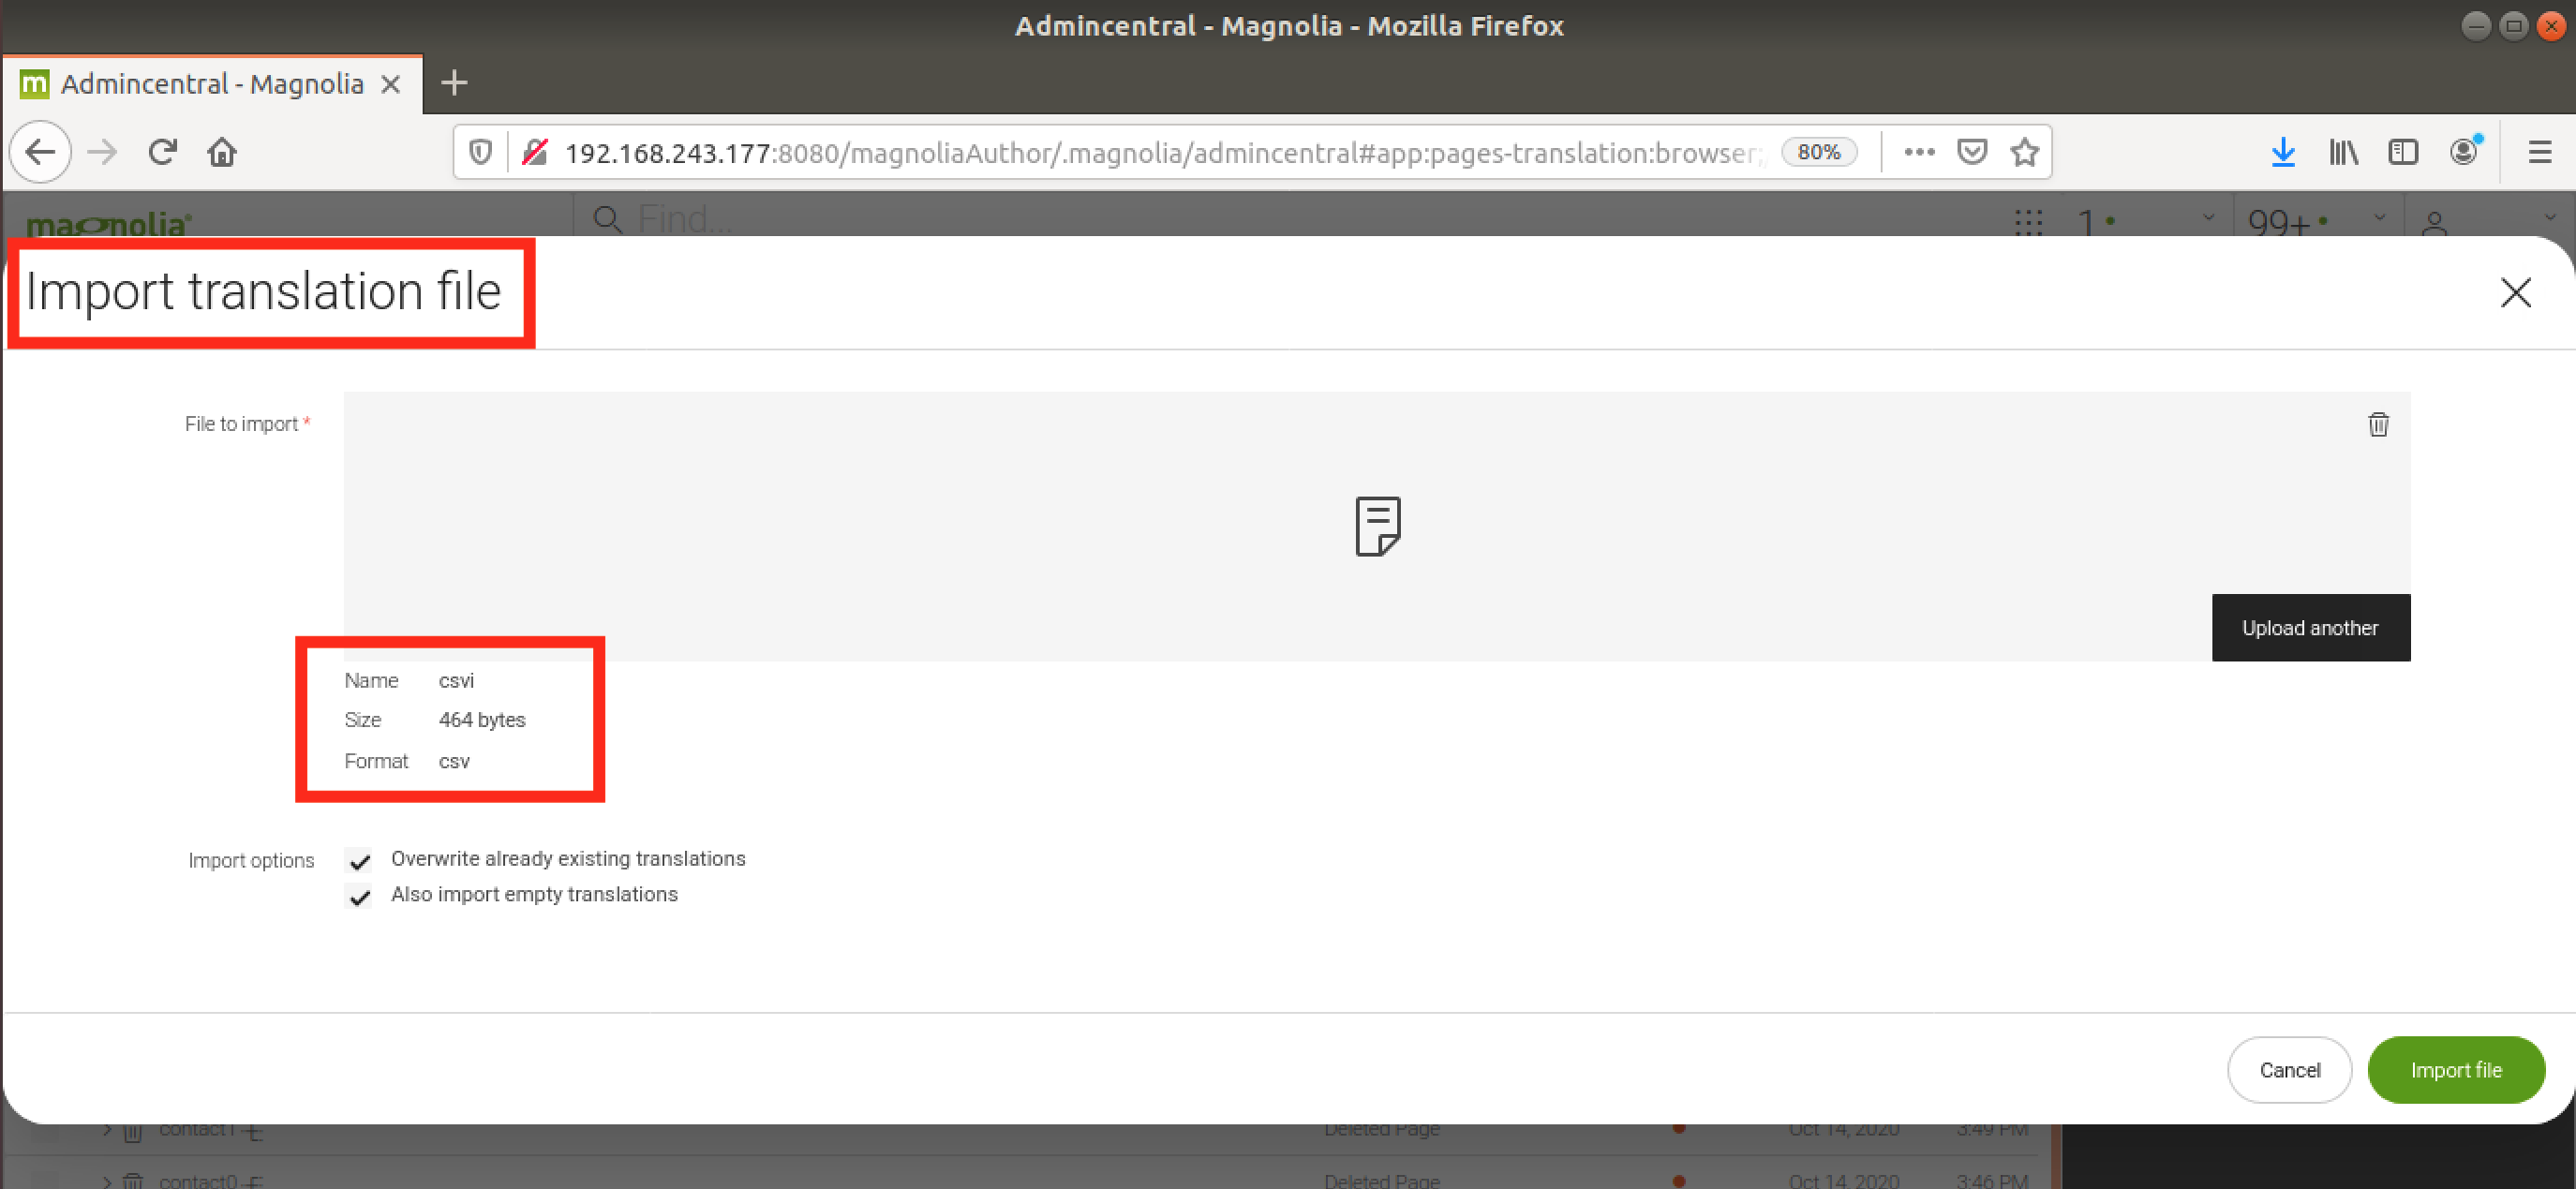 Admincentral - Magnolia - Mozilla Firefox
Admincentral - Magnolia
192.168.243.177:8080/magnoliaAuthor/.magnolia/admincentral#app:pages-translation:browser;
80%
magnolia
Find...
1
99+
Import translation file
File to import *
Upload another
Name csvi
Size 464 bytes
Format csv
Import options
Overwrite already existing translations
Also import empty translations
Cancel
Import file
contact1 Deleted Page Oct 14, 2020 3:49 PM
contact0 Deleted Page Oct 14, 2020 3:46 PM